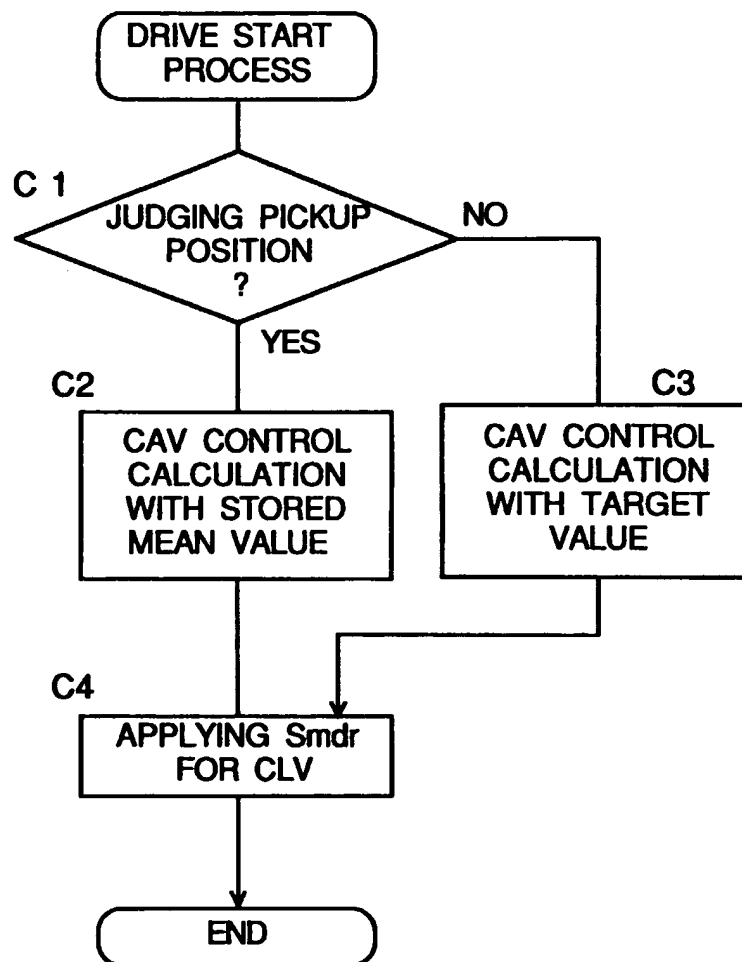 DRIVE START
PROCESS
C 1
JUDGING PICKUP
POSITION
?
NO
YES
C2
CAV CONTROL
CALCULATION
WITH STORED
MEAN VALUE
C3
CAV CONTROL
CALCULATION
WITH TARGET
VALUE
C4
APPLYING Smdr
FOR CLV
END